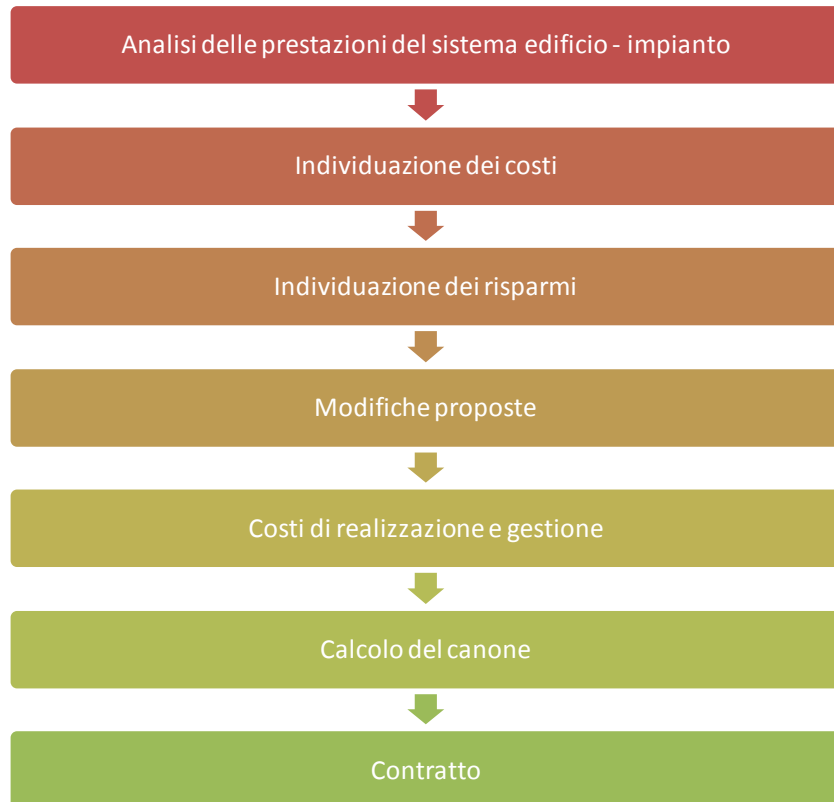 Analisi delle prestazioni del sistema edificio - impianto
Individuazione dei costi
Individuazione dei risparmi
Modifiche proposte
Costi di realizzazione e gestione
Calcolo del canone
Contratto